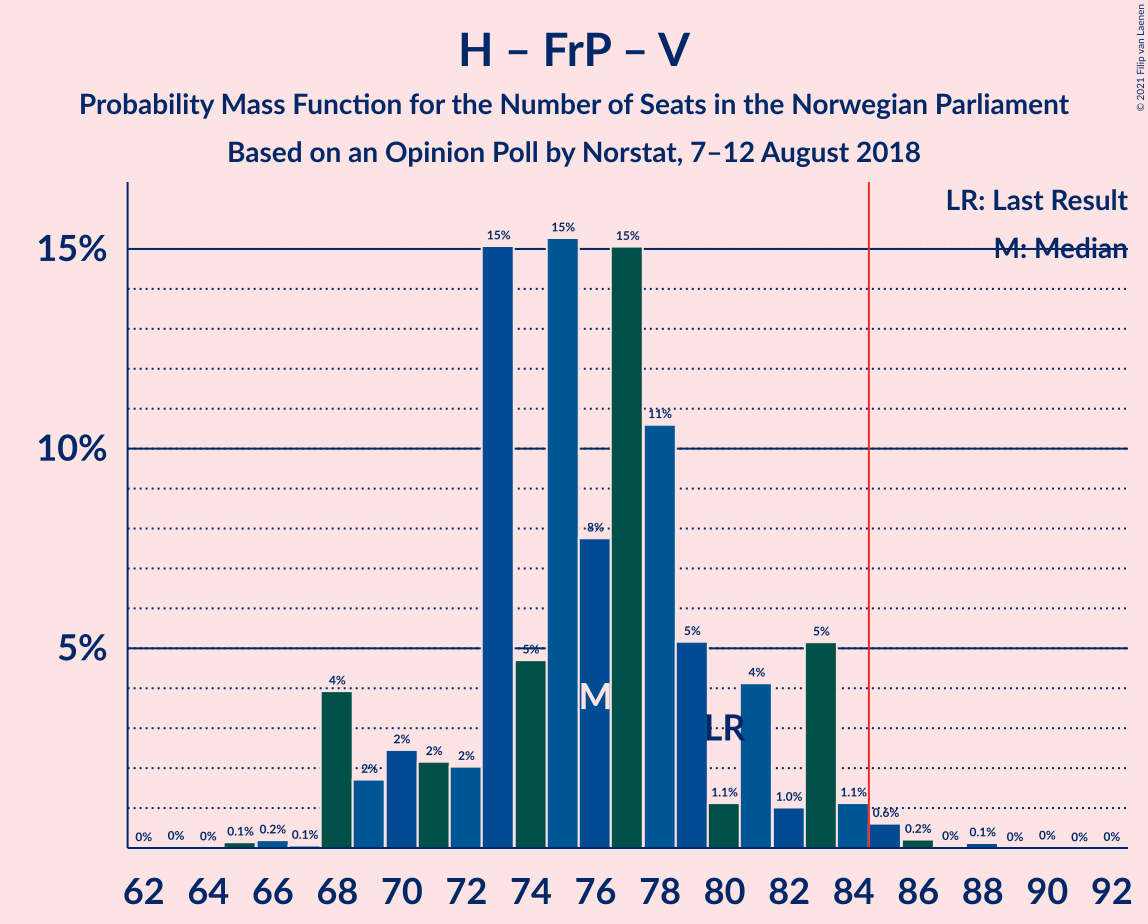 H – FrP – V
Probability Mass Function for the Number of Seats in the Norwegian Parliament
Based on an Opinion Poll by Norstat, 7–12 August 2018
© 2021 Filip van Laenen
LR: Last Result
M: Median
15%
10%
5%
0% 0% 0% 0.1% 0.2% 0.1% 4% 2% 2% 2% 2% 15% 5% 15% 8% 15% 11% 5% 1.1% 4% 1.0% 5% 1.1% 0.6% 0.2% 0% 0.1% 0% 0% 0% 0%
M
LR
62 64 66 68 70 72 74 76 78 80 82 84 86 88 90 92